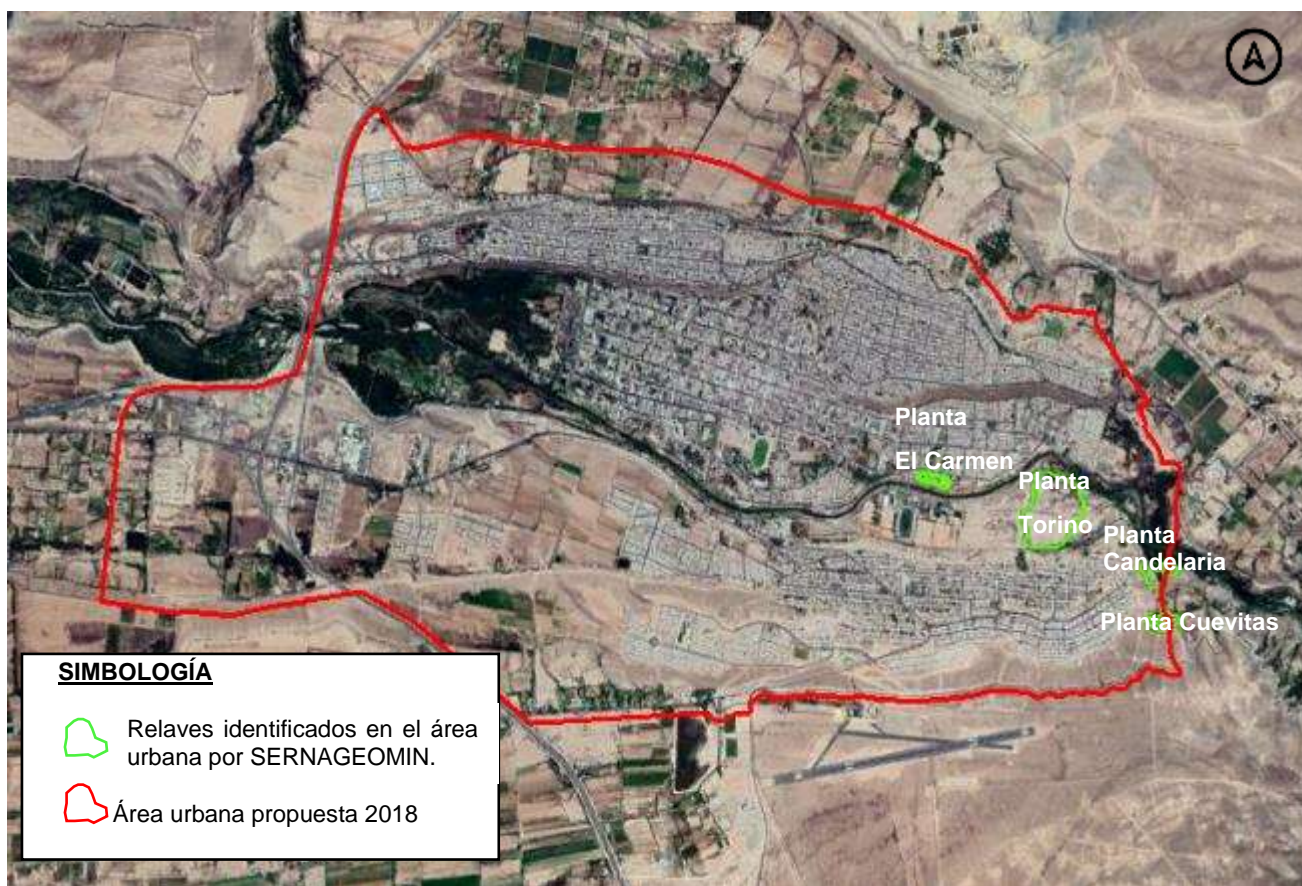 A
Planta
El Carmen
Planta
Torino
Planta
Candelaria
Planta Cuevitas
SIMBOLOGÍA
Relaves identificados en el área
urbana por SERNAGEOMIN.
Área urbana propuesta 2018